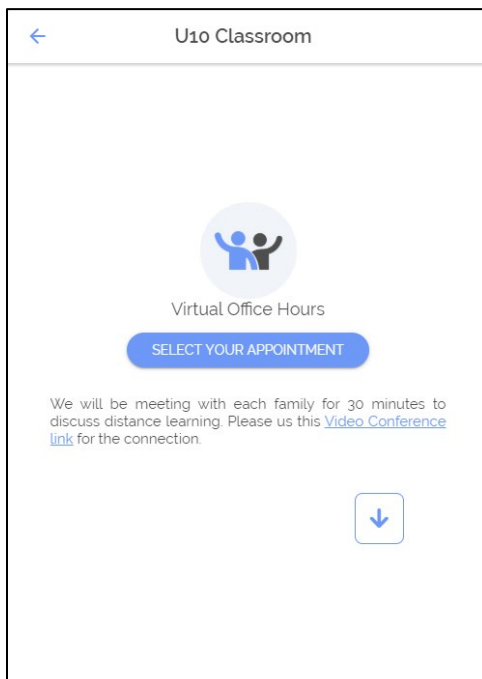 U10 Classroom
Virtual Office Hours
SELECT YOUR APPOINTMENT
We will be meeting with each family for 30 minutes to
discuss distance learning. Please us this Video Conference
link for the connection.